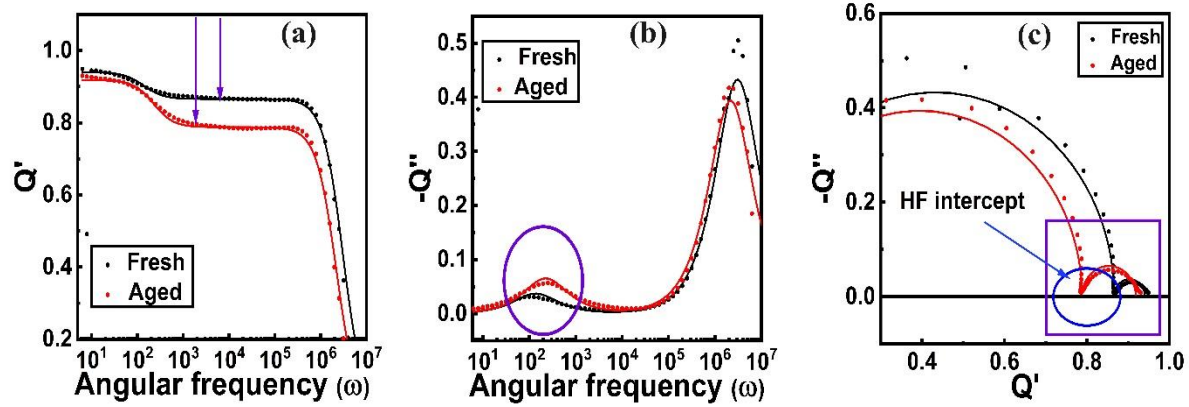 (a)
1.0
0.8
0.6
0.4
0.2
Q'
Fresh
Aged
10¹ 10² 10³ 10⁴ 10⁵ 10⁶ 10⁷
Angular frequency (ω)
(b)
0.5
0.4
0.3
0.2
0.1
0.0
-Q''
Fresh
Aged
10¹ 10² 10³ 10⁴ 10⁵ 10⁶ 10⁷
Angular frequency (ω)
(c)
-0.6
0.4
0.2
0.0
-Q''
Fresh
Aged
HF intercept
0.4 0.6 0.8 1.0
Q'